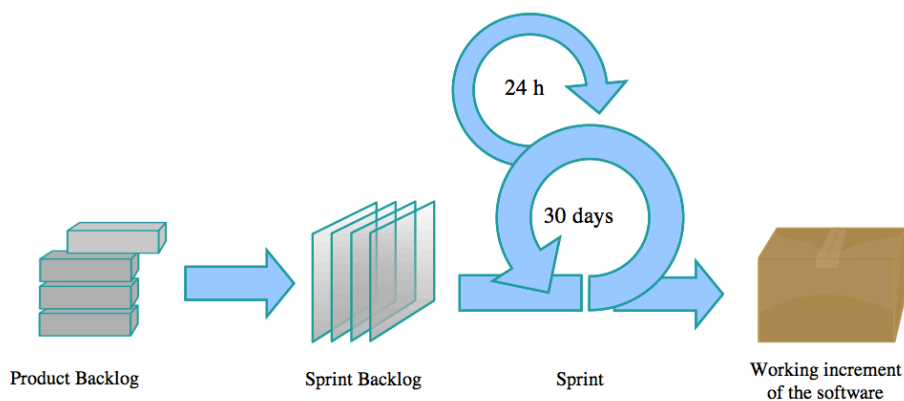 24 h
30 days
Product Backlog
Sprint Backlog
Sprint
Working increment
of the software